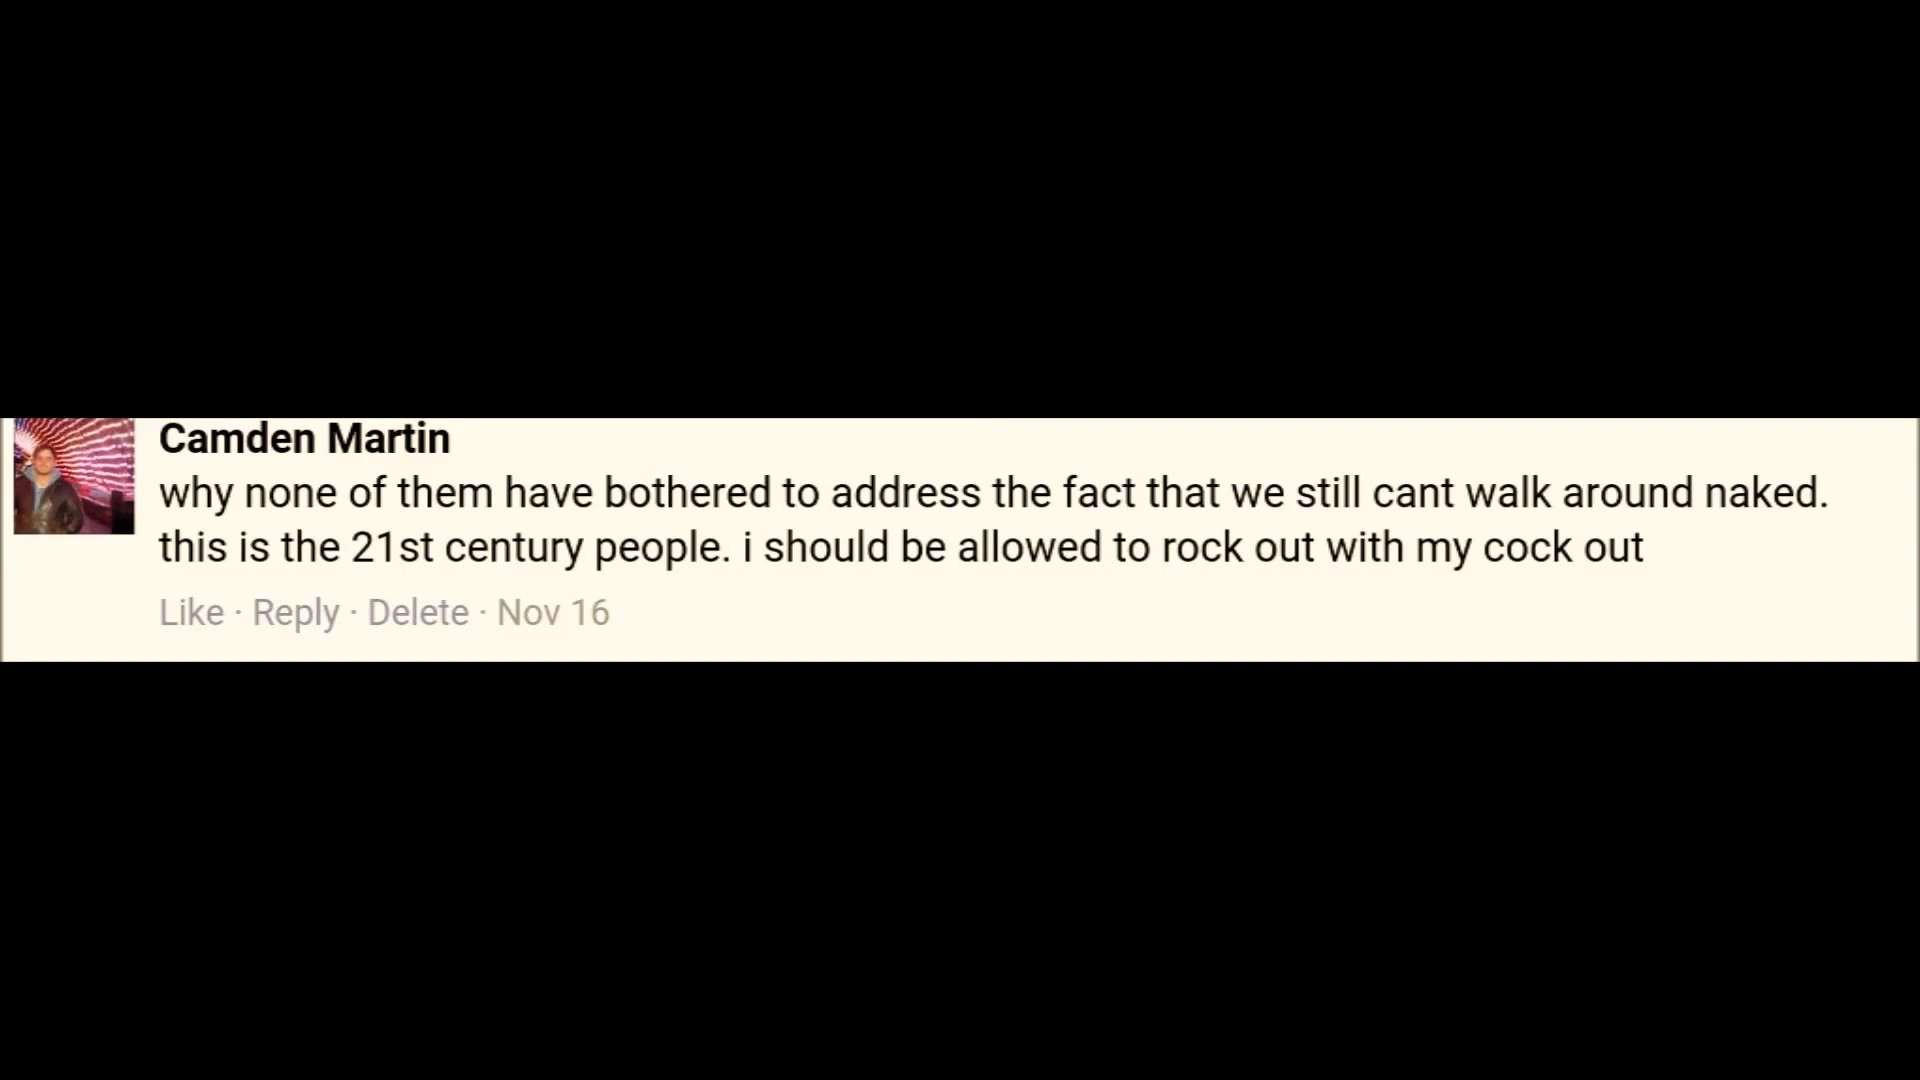 Camden Martin
why none of them have bothered to address the fact that we still cant walk around naked.
this is the 21st century people. i should be allowed to rock out with my cock out
Like · Reply · Delete · Nov 16